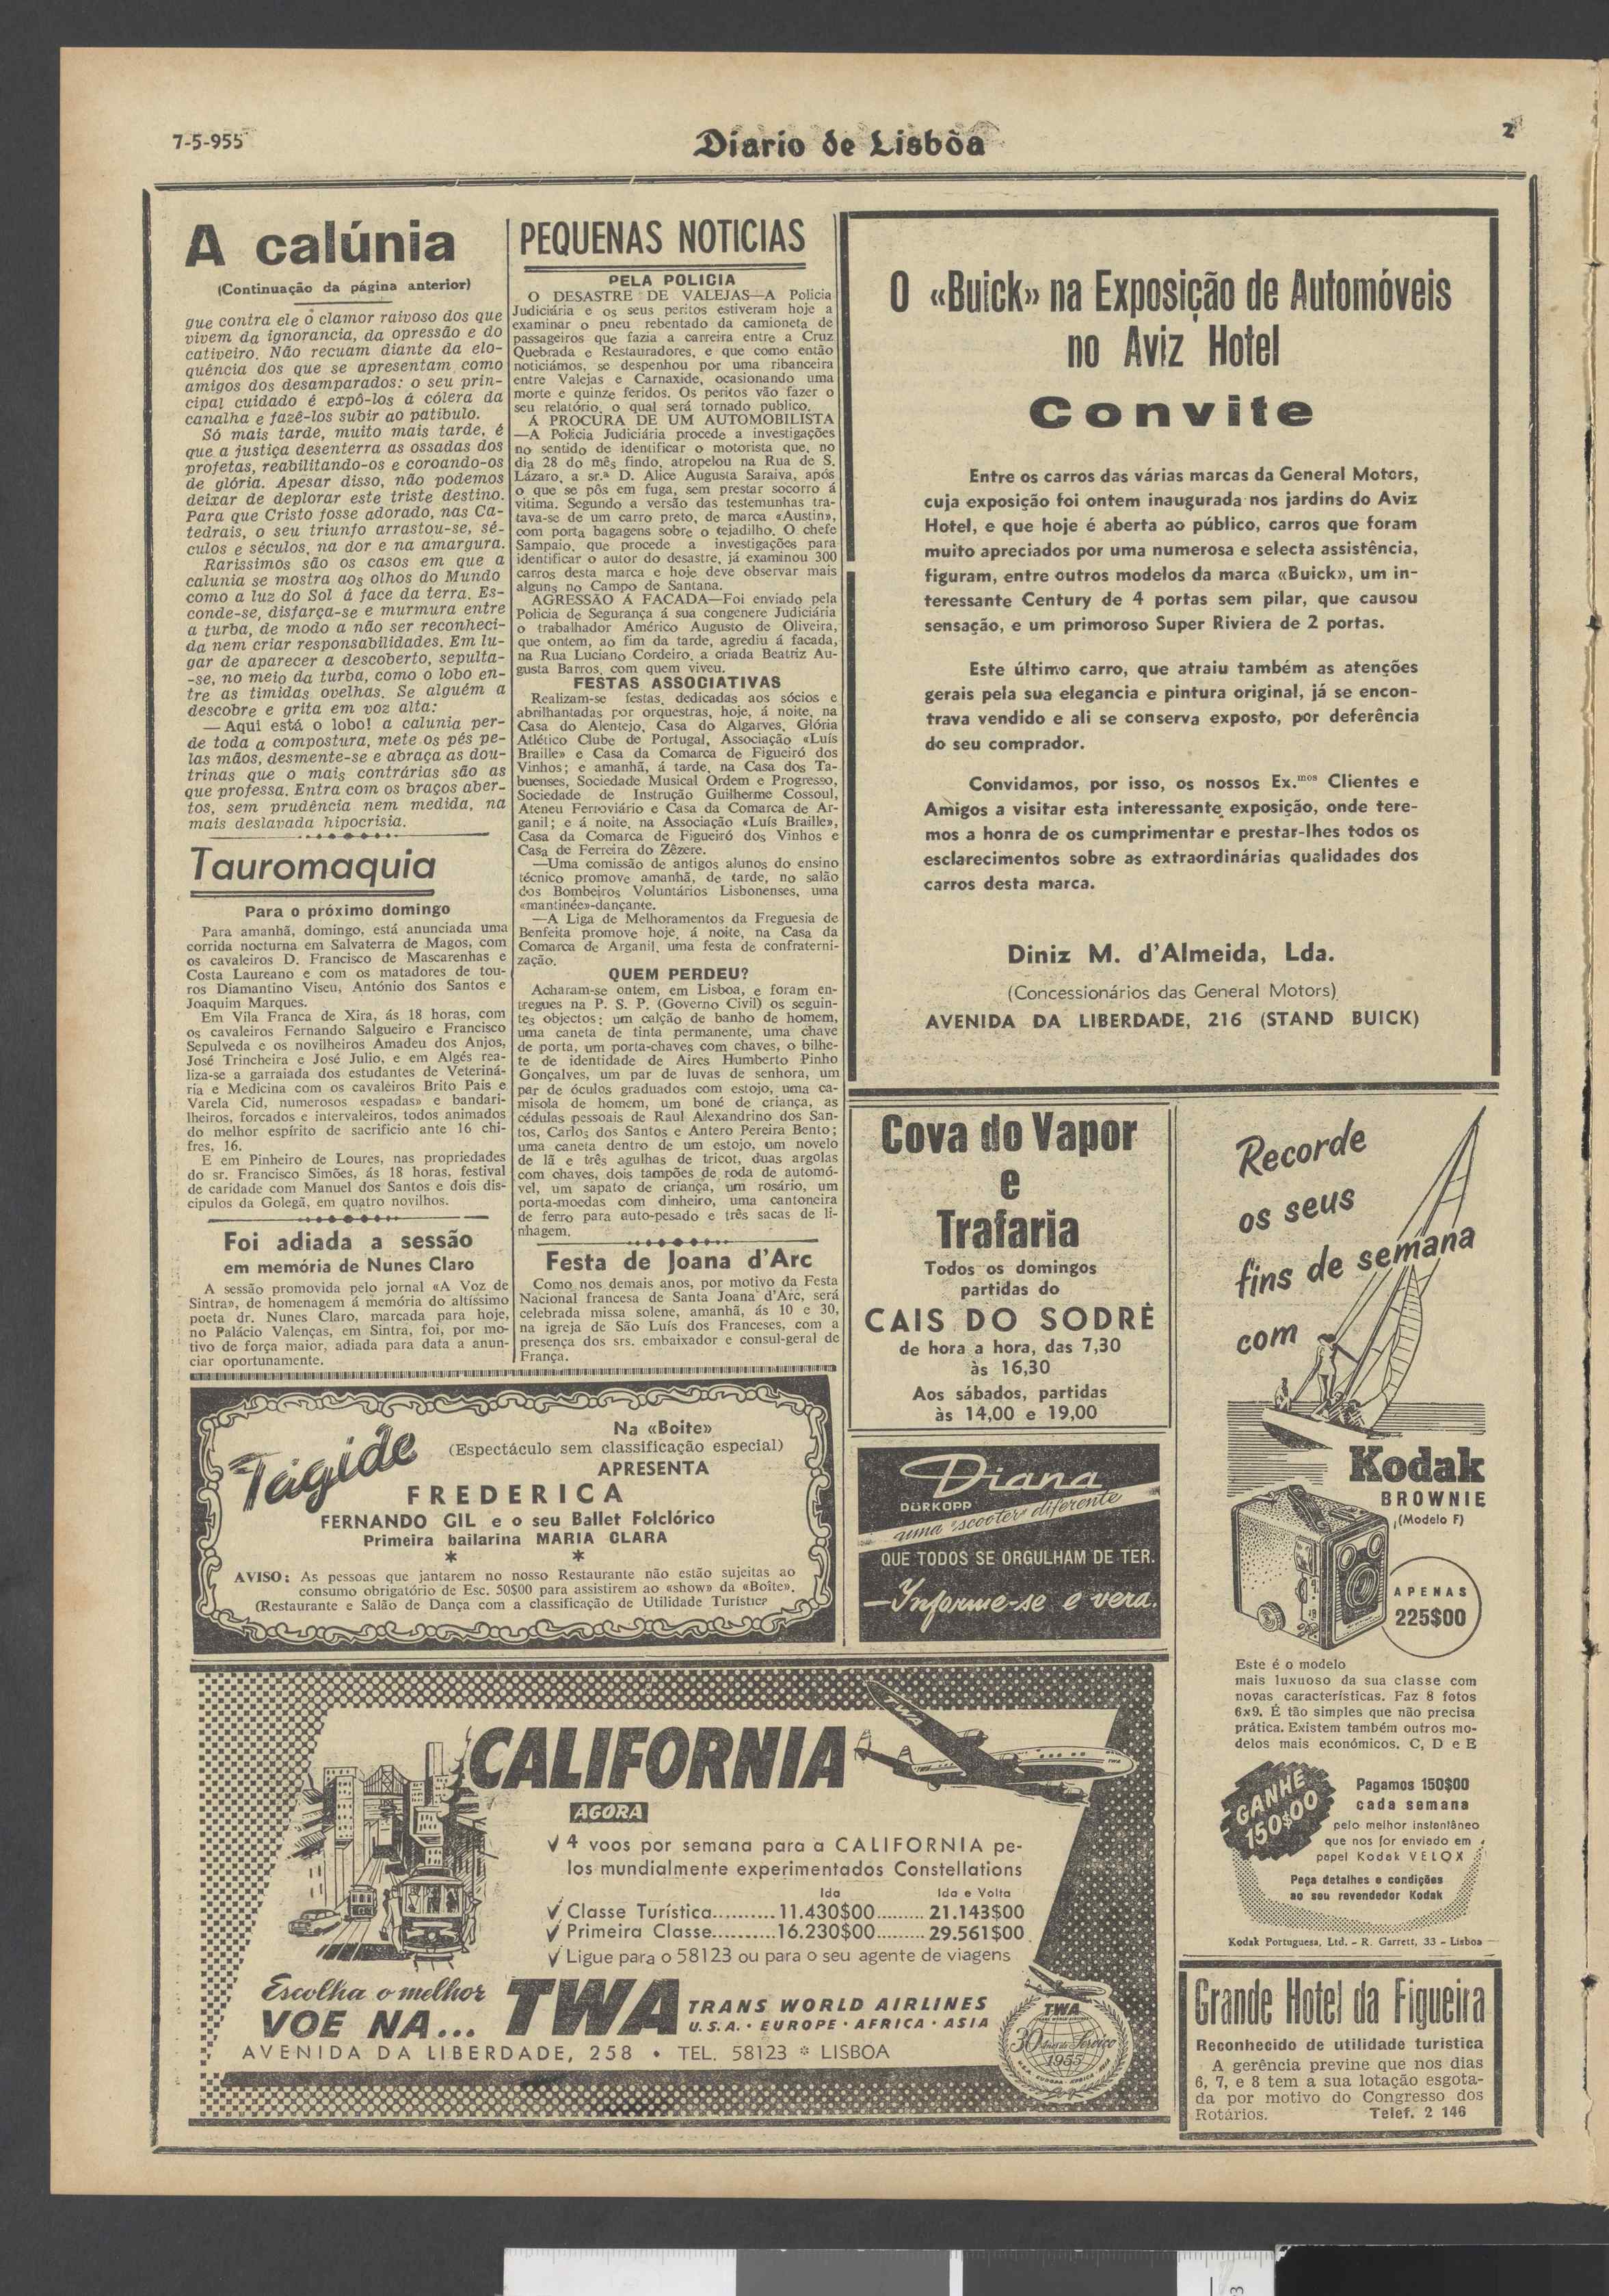 7-5-955
Diario de Lisbôa
2
A calúnia
(Continuação da página anterior)
gue contra ele o clamor raivoso dos que
vivem da ignorancia, da opressão e do
cativeiro. Não recuam diante da elo-
quência dos que se apresentam como
amigos dos desamparados: o seu prin-
cipal cuidado é expô-los á cólera da
canalha e fazê-los subir ao patibulo.
Só mais tarde, muito mais tarde, é
que a justiça desenterra as ossadas dos
profetas, reabilitando-os e coroando-os
de glória. Apesar disso, não podemos
deixar de deplorar este triste destino.
Para que Cristo fosse adorado, nas Ca-
tedrais, o seu triunfo arrastou-se, sé-
culos e séculos, na dor e na amargura.
Rarissimos são os casos em que a
calunia se mostra aos olhos do Mundo
como a luz do Sol á face da terra. Es-
conde-se, disfarça-se e murmura entre
a turba, de modo a não ser reconheci-
da nem criar responsabilidades. Em lu-
gar de aparecer a descoberto, sepulta-
-se, no meio da turba, como o lobo en-
tre as timidas ovelhas. Se alguém a
descobre e grita em voz alta:
— Aqui está o lobo! a calunia per-
de toda a compostura, mete os pés pe-
las mãos, desmente-se e abraça as dou-
trinas que o mais contrárias são as
que professa. Entra com os braços aber-
tos, sem prudência nem medida, na
mais deslavada hipocrisia.
Tauromaquia
Para o próximo domingo
Para amanhã, domingo, está anunciada uma
corrida nocturna em Salvaterra de Magos, com
os cavaleiros D. Francisco de Mascarenhas e
Costa Laureano e com os matadores de tou-
ros Diamantino Viseu, António dos Santos e
Joaquim Marques.
Em Vila Franca de Xira, ás 18 horas, com
os cavaleiros Fernando Salgueiro e Francisco
Sepulveda e os novilheiros Amadeu dos Anjos,
José Trincheira e José Julio, e em Algés rea-
liza-se a garraiada dos estudantes de Veteriná-
ria e Medicina com os cavaleiros Brito Pais e
Varela Cid, numerosos «espadas» e bandari-
lheiros, forcados e intervaleiros, todos animados
do melhor espírito de sacrificio ante 16 chi-
fres, 16.
E em Pinheiro de Loures, nas propriedades
do sr. Francisco Simões, ás 18 horas, festival
de caridade com Manuel dos Santos e dois dis-
cipulos da Golegã, em quatro novilhos.
Foi adiada a sessão
em memória de Nunes Claro
A sessão promovida pelo jornal «A Voz de
Sintra», de homenagem á memória do altíssimo
poeta dr. Nunes Claro, marcada para hoje,
no Palácio Valenças, em Sintra, foi, por mo-
tivo de força maior, adiada para data a anun-
ciar oportunamente.
PEQUENAS NOTICIAS
PELA POLICIA
O DESASTRE DE VALEJAS—A Policia
Judiciária e os seus peritos estiveram hoje a
examinar o pneu rebentado da camioneta de
passageiros que fazia a carreira entre a Cruz
Quebrada e Restauradores, e que como então
noticiámos, se despenhou por uma ribanceira
entre Valejas e Carnaxide, ocasionando uma
morte e quinze feridos. Os peritos vão fazer o
seu relatório, o qual será tornado publico.
Á PROCURA DE UM AUTOMOBILISTA
—A Policia Judiciária procede a investigações
no sentido de identificar o motorista que, no
dia 28 do mês findo, atropelou na Rua de S.
Lázaro, a sr.ª D. Alice Augusta Saraiva, após
o que se pôs em fuga, sem prestar socorro á
vitima. Segundo a versão das testemunhas tra-
tava-se de um carro preto, de marca «Austin»,
com porta bagagens sobre o tejadilho. O chefe
Sampaio, que procede a investigações para
identificar o autor do desastre, já examinou 300
carros desta marca e hoje deve observar mais
alguns no Campo de Santana.
AGRESSÃO Á FACADA—Foi enviado pela
Policia de Segurança á sua congenere Judiciária
o trabalhador Américo Augusto de Oliveira,
que ontem, ao fim da tarde, agrediu á facada,
na Rua Luciano Cordeiro, a criada Beatriz Au-
gusta Barros, com quem viveu.
FESTAS ASSOCIATIVAS
Realizam-se festas, dedicadas aos sócios e
abrilhantadas por orquestras, hoje, á noite, na
Casa do Alentejo, Casa do Algarves, Glória
Atlético Clube de Portugal, Associação «Luís
Braille» e Casa da Comarca de Figueiró dos
Vinhos; e amanhã, á tarde, na Casa dos Ta-
buenses, Sociedade Musical Ordem e Progresso,
Sociedade de Instrução Guilherme Cossoul,
Ateneu Ferroviário e Casa da Comarca de Ar-
ganil; e á noite, na Associação «Luís Braille»,
Casa da Comarca de Figueiró dos Vinhos e
Casa de Ferreira do Zêzere.
—Uma comissão de antigos alunos do ensino
técnico promove amanhã, de tarde, no salão
dos Bombeiros Voluntários Lisbonenses, uma
«mantinée»-dançante.
—A Liga de Melhoramentos da Freguesia de
Benfeita promove hoje, á noite, na Casa da
Comarca de Arganil, uma festa de confraterni-
zação.
QUEM PERDEU?
Acharam-se ontem, em Lisboa, e foram en-
tregues na P. S. P. (Governo Civil) os seguin-
tes objectos: um calção de banho de homem,
uma caneta de tinta permanente, uma chave
de porta, um porta-chaves com chaves, o bilhe-
te de identidade de Aires Humberto Pinho
Gonçalves, um par de luvas de senhora, um
par de óculos graduados com estojo, uma ca-
misola de homem, um boné de criança, as
cédulas pessoais de Raul Alexandrino dos San-
tos, Carlos dos Santos e Antero Pereira Bento;
uma caneta dentro de um estojo, um novelo
de lã e três agulhas de tricot, duas argolas
com chaves, dois tampões de roda de automó-
vel, um sapato de criança, um rosário, um
porta-moedas com dinheiro, uma cantoneira
de ferro para auto-pesado e três sacas de li-
nhagem.
Festa de Joana d'Arc
Como nos demais anos, por motivo da Festa
Nacional francesa de Santa Joana d'Arc, será
celebrada missa solene, amanhã, ás 10 e 30,
na igreja de São Luís dos Franceses, com a
presença dos srs. embaixador e consul-geral de
França.
O «Buick» na Exposição de Automóveis
no Aviz Hotel
Convite
Entre os carros das várias marcas da General Motors,
cuja exposição foi ontem inaugurada nos jardins do Aviz
Hotel, e que hoje é aberta ao público, carros que foram
muito apreciados por uma numerosa e selecta assistência,
figuram, entre outros modelos da marca «Buick», um in-
teressante Century de 4 portas sem pilar, que causou
sensação, e um primoroso Super Riviera de 2 portas.
Este último carro, que atraiu também as atenções
gerais pela sua elegancia e pintura original, já se encon-
trava vendido e ali se conserva exposto, por deferência
do seu comprador.
Convidamos, por isso, os nossos Ex.mos Clientes e
Amigos a visitar esta interessante exposição, onde tere-
mos a honra de os cumprimentar e prestar-lhes todos os
esclarecimentos sobre as extraordinárias qualidades dos
carros desta marca.
Diniz M. d'Almeida, Lda.
(Concessionários das General Motors)
AVENIDA DA LIBERDADE, 216 (STAND BUICK)
Cova do Vapor
e
Trafaria
Todos os domingos
partidas do
CAIS DO SODRÉ
de hora a hora, das 7,30
às 16,30
Aos sábados, partidas
às 14,00 e 19,00
Recorde
os seus
fins de semana
com
Kodak
BROWNIE
(Modelo F)
APENAS
225$00
Este é o modelo
mais luxuoso da sua classe com
novas características. Faz 8 fotos
6x9. É tão simples que não precisa
prática. Existem também outros mo-
delos mais económicos, C, D e E
GANHE
150$00
Pagamos 150$00
cada semana
pelo melhor instantâneo
que nos for enviado em
papel Kodak VELOX
Peça detalhes e condições
ao seu revendedor Kodak
Kodak Portuguesa, Ltd. - R. Garrett, 33 - Lisboa
Tágide
Na «Boite»
(Espectáculo sem classificação especial)
APRESENTA
FREDERICA
FERNANDO GIL e o seu Ballet Folclórico
Primeira bailarina MARIA CLARA
* *
AVISO: As pessoas que jantarem no nosso Restaurante não estão sujeitas ao
consumo obrigatório de Esc. 50$00 para assistirem ao «show» da «Boîte».
(Restaurante e Salão de Dança com a classificação de Utilidade Turística
Diana
DÜRKOPP
uma "scooter" diferente
QUE TODOS SE ORGULHAM DE TER.
—Informe-se e verá.
CALIFORNIA
TWA
TWA
AGORA
4 voos por semana para a CALIFORNIA pe-
los mundialmente experimentados Constellations
Ida Ida e Volta
Classe Turística..........11.430$00.........21.143$00
Primeira Classe..........16.230$00.........29.561$00
Ligue para o 58123 ou para o seu agente de viagens
Escolha o melhor
VOE NA... TWA
TRANS WORLD AIRLINES
U.S.A. · EUROPE · AFRICA · ASIA
AVENIDA DA LIBERDADE, 258 • TEL. 58123 * LISBOA
TWA
30 Anos de Serviço
1955
Grande Hotel da Figueira
Reconhecido de utilidade turistica
A gerência previne que nos dias
6, 7, e 8 tem a sua lotação esgota-
da por motivo do Congresso dos
Rotários. Telef. 2 146